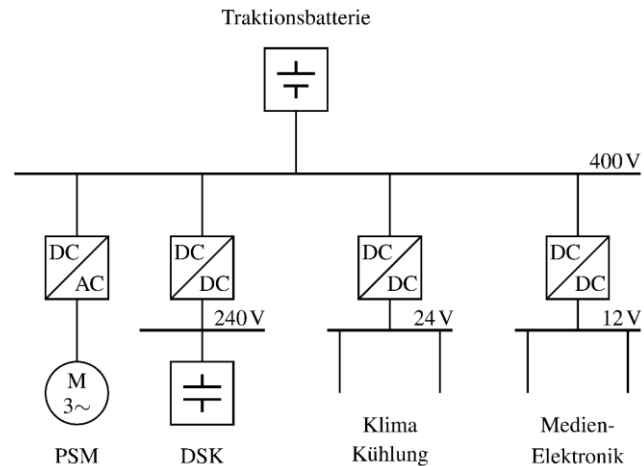 Traktionsbatterie
400 V
DC
AC
DC
DC
DC
DC
DC
DC
240 V
24 V
12 V
M
3~
PSM
DSK
Klima
Kühlung
Medien-
Elektronik